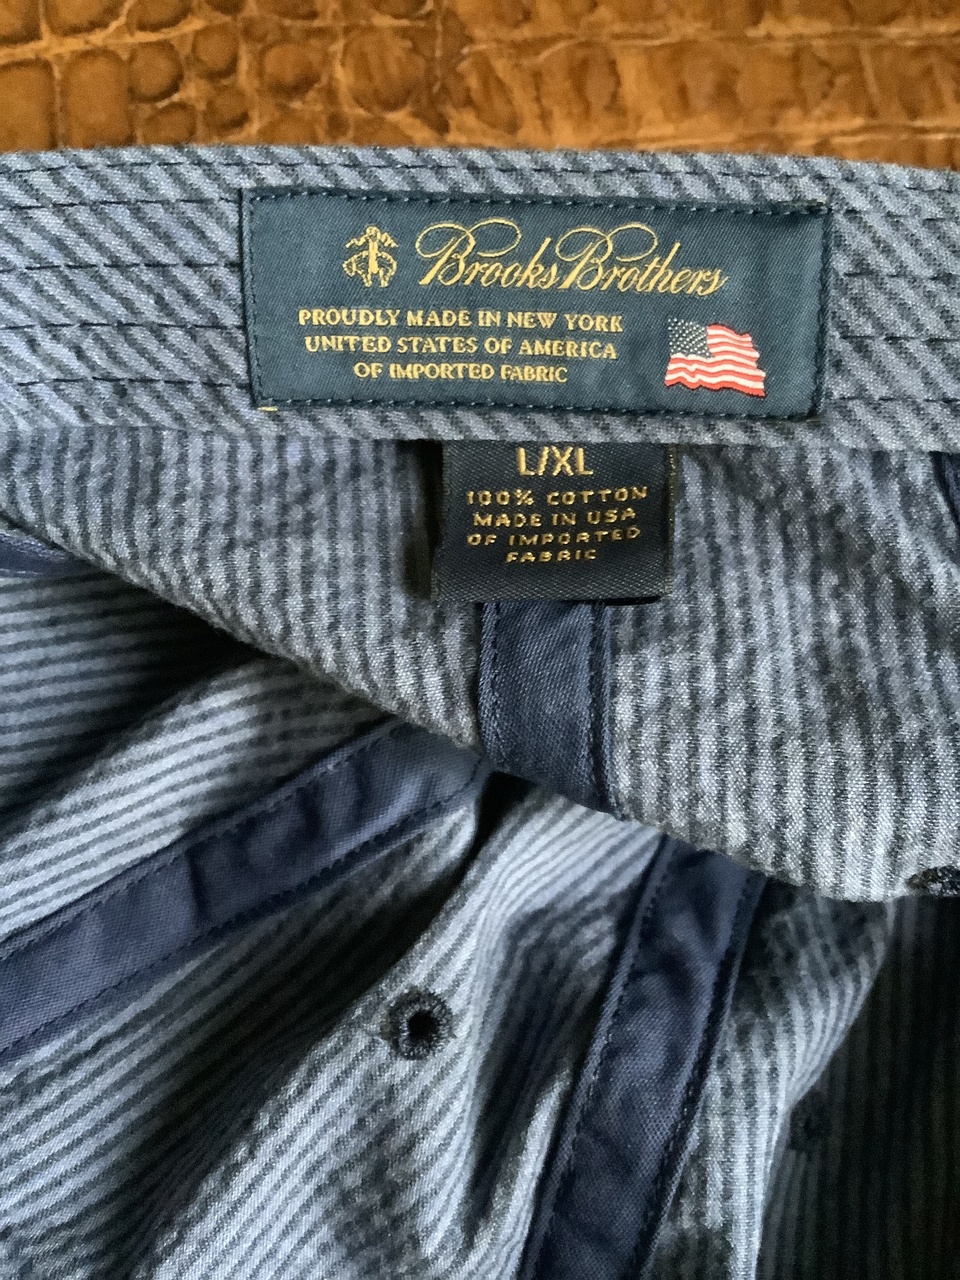 Brooks Brothers
PROUDLY MADE IN NEW YORK
UNITED STATES OF AMERICA
OF IMPORTED FABRIC
L/XL
100% COTTON
MADE IN USA
OF IMPORTED
FABRIC